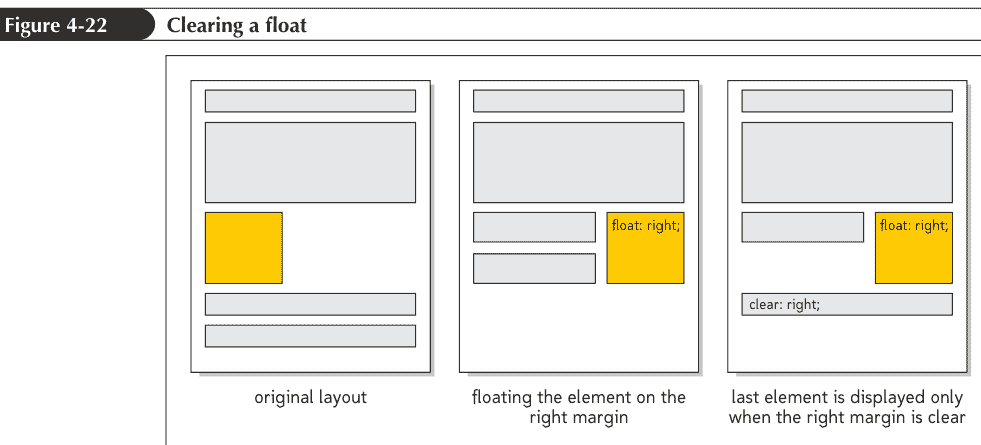 Figure 4-22 Clearing a float
float: right;
float: right;
clear: right;
original layout
floating the element on the
right margin
last element is displayed only
when the right margin is clear